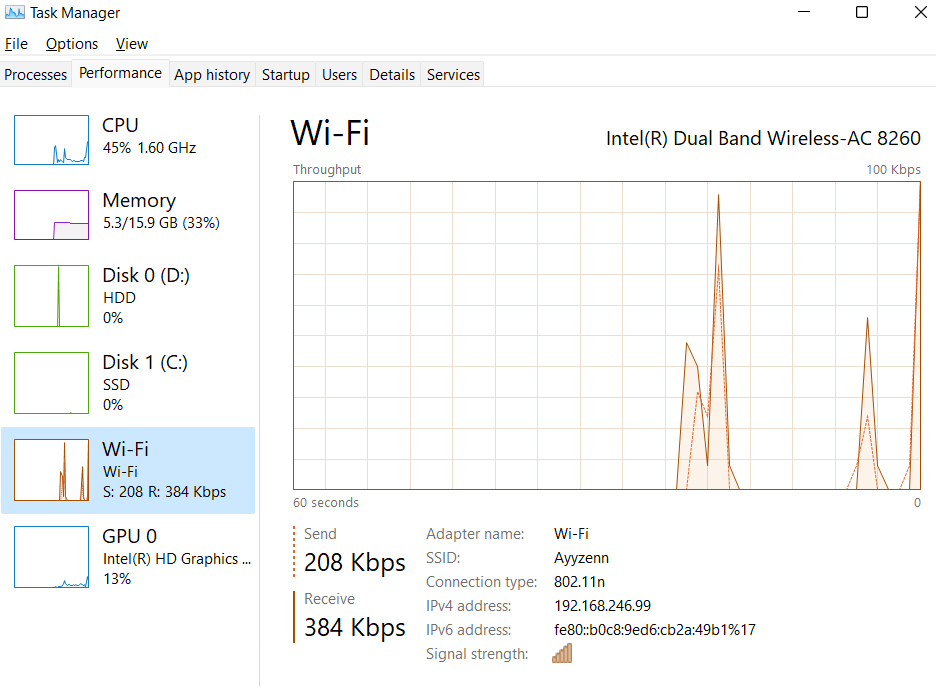 Task Manager
File Options View
Processes Performance App history Startup Users Details Services
CPU
45% 1.60 GHz
Memory
5.3/15.9 GB (33%)
Disk 0 (D:)
HDD
0%
Disk 1 (C:)
SSD
0%
Wi-Fi
Wi-Fi
S: 208 R: 384 Kbps
GPU 0
Intel(R) HD Graphics ...
13%
Wi-Fi
Intel(R) Dual Band Wireless-AC 8260
Throughput 100 Kbps
60 seconds 0
Send
208 Kbps
Receive
384 Kbps
Adapter name: Wi-Fi
SSID: Ayyzenn
Connection type: 802.11n
IPv4 address: 192.168.246.99
IPv6 address: fe80::b0c8:9ed6:cb2a:49b1%17
Signal strength: